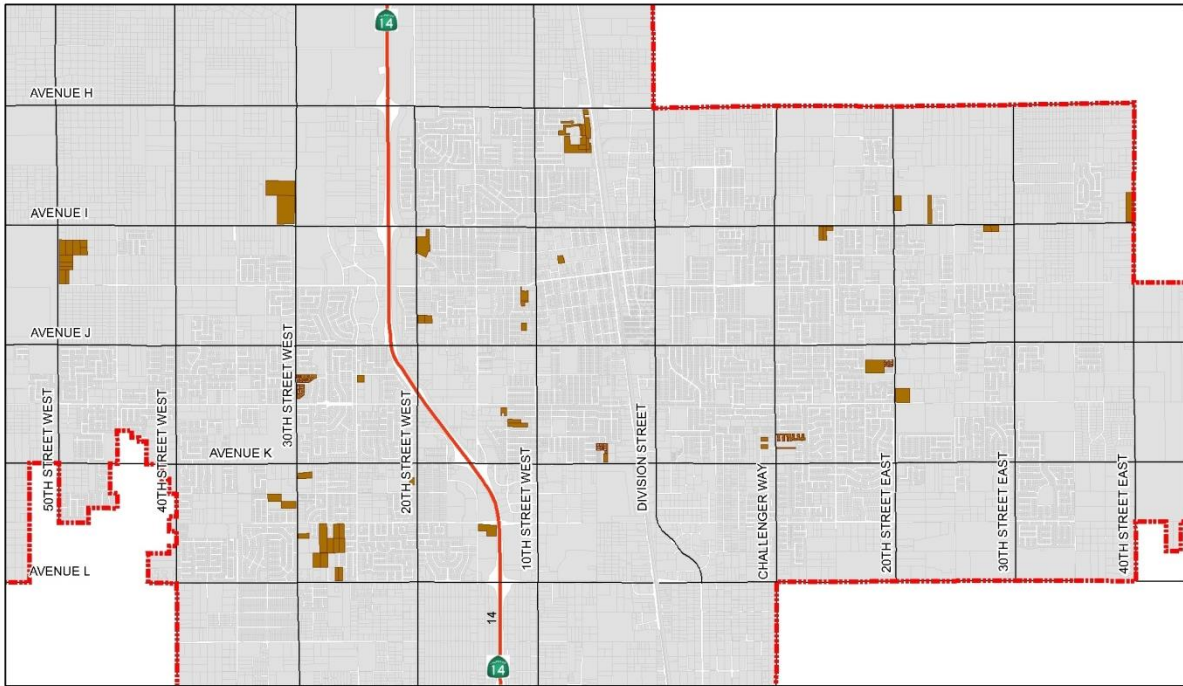 14
AVENUE H
AVENUE I
AVENUE J
50TH STREET WEST
40TH STREET WEST
30TH STREET WEST
20TH STREET WEST
10TH STREET WEST
DIVISION STREET
CHALLENGER WAY
20TH STREET EAST
30TH STREET EAST
40TH STREET EAST
AVENUE K
AVENUE L
14
14